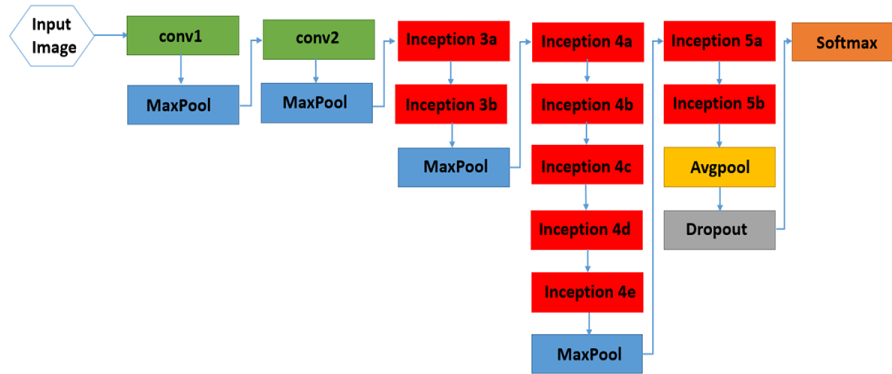 Input
Image
conv1
MaxPool
conv2
MaxPool
Inception 3a
Inception 3b
MaxPool
Inception 4a
Inception 4b
Inception 4c
Inception 4d
Inception 4e
MaxPool
Inception 5a
Inception 5b
Avgpool
Dropout
Softmax